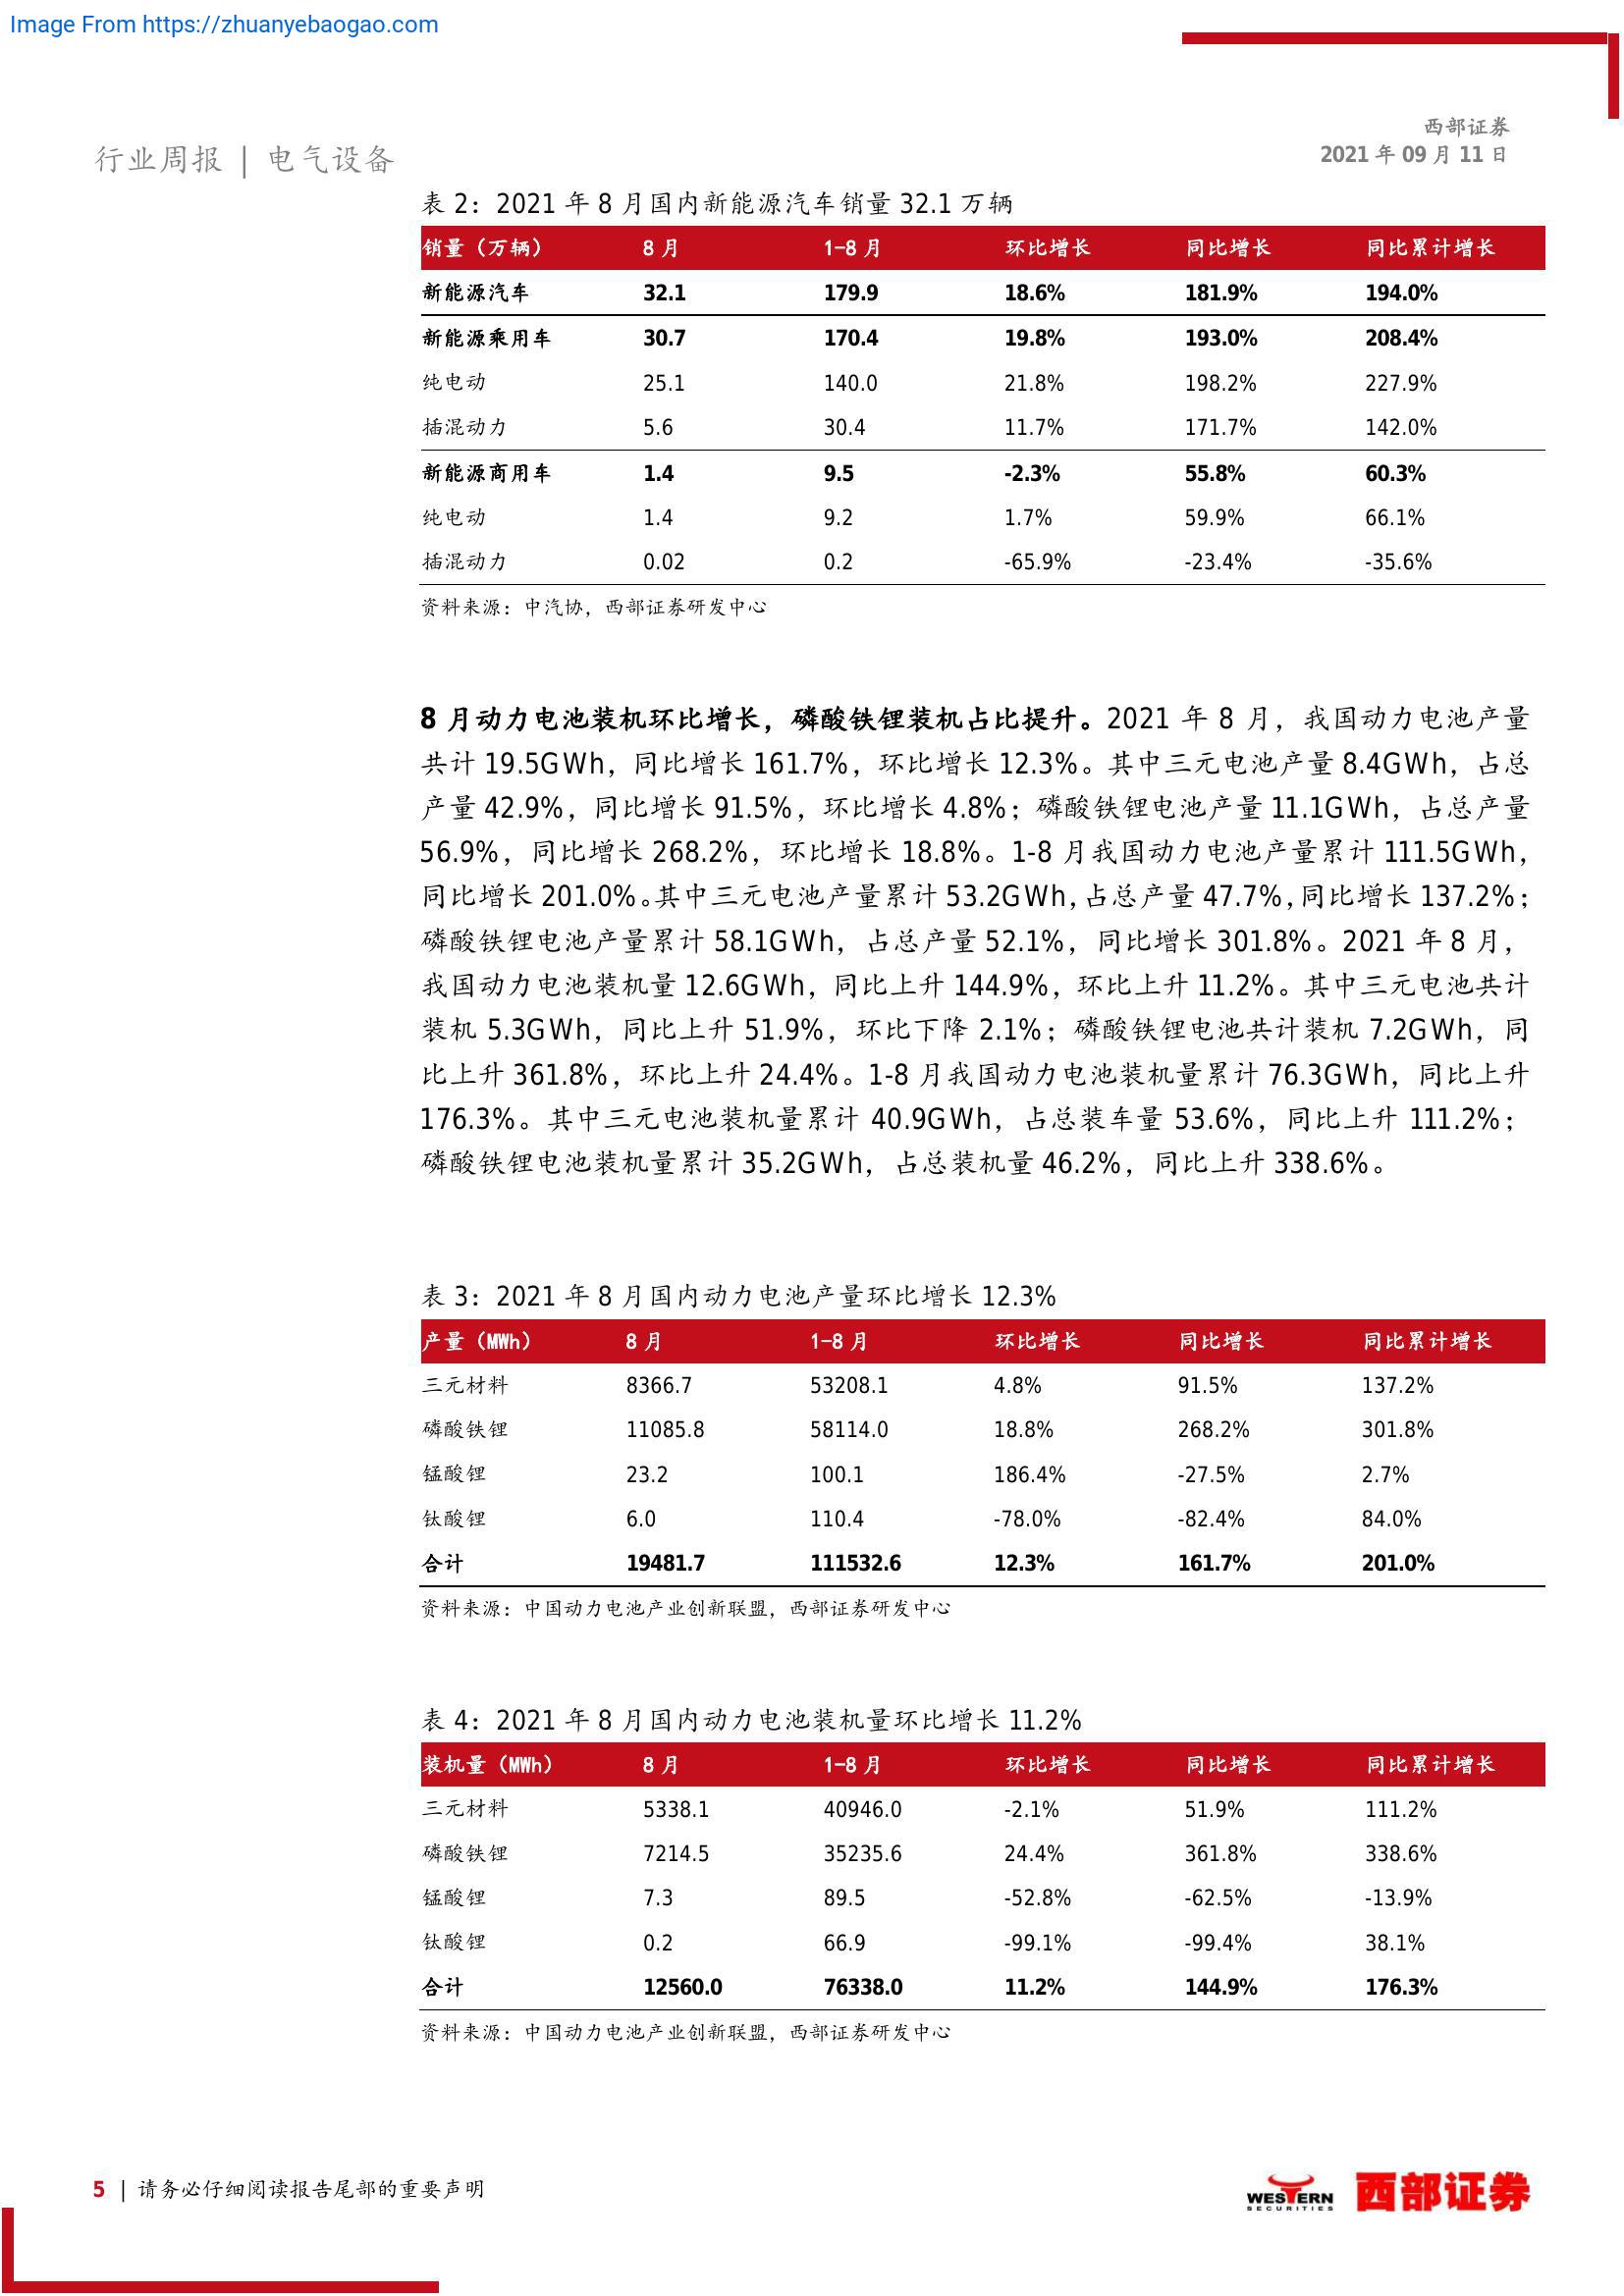 Image From https://zhuanyebaogao.com
行业周报 | 电气设备
西部证券
2021 年 09 月 11 日
表 2：2021 年 8 月国内新能源汽车销量 32.1 万辆
销量（万辆） 8 月 1-8 月 环比增长 同比增长 同比累计增长
新能源汽车 32.1 179.9 18.6% 181.9% 194.0%
新能源乘用车 30.7 170.4 19.8% 193.0% 208.4%
纯电动 25.1 140.0 21.8% 198.2% 227.9%
插混动力 5.6 30.4 11.7% 171.7% 142.0%
新能源商用车 1.4 9.5 -2.3% 55.8% 60.3%
纯电动 1.4 9.2 1.7% 59.9% 66.1%
插混动力 0.02 0.2 -65.9% -23.4% -35.6%
资料来源：中汽协，西部证券研发中心
8 月动力电池装机环比增长，磷酸铁锂装机占比提升。2021 年 8 月，我国动力电池产量
共计 19.5GWh，同比增长 161.7%，环比增长 12.3%。其中三元电池产量 8.4GWh，占总
产量 42.9%，同比增长 91.5%，环比增长 4.8%；磷酸铁锂电池产量 11.1GWh，占总产量
56.9%，同比增长 268.2%，环比增长 18.8%。1-8 月我国动力电池产量累计 111.5GWh，
同比增长 201.0%。其中三元电池产量累计 53.2GWh，占总产量 47.7%，同比增长 137.2%；
磷酸铁锂电池产量累计 58.1GWh，占总产量 52.1%，同比增长 301.8%。2021 年 8 月，
我国动力电池装机量 12.6GWh，同比上升 144.9%，环比上升 11.2%。其中三元电池共计
装机 5.3GWh，同比上升 51.9%，环比下降 2.1%；磷酸铁锂电池共计装机 7.2GWh，同
比上升 361.8%，环比上升 24.4%。1-8 月我国动力电池装机量累计 76.3GWh，同比上升
176.3%。其中三元电池装机量累计 40.9GWh，占总装车量 53.6%，同比上升 111.2%；
磷酸铁锂电池装机量累计 35.2GWh，占总装机量 46.2%，同比上升 338.6%。
表 3：2021 年 8 月国内动力电池产量环比增长 12.3%
产量（MWh） 8 月 1-8 月 环比增长 同比增长 同比累计增长
三元材料 8366.7 53208.1 4.8% 91.5% 137.2%
磷酸铁锂 11085.8 58114.0 18.8% 268.2% 301.8%
锰酸锂 23.2 100.1 186.4% -27.5% 2.7%
钛酸锂 6.0 110.4 -78.0% -82.4% 84.0%
合计 19481.7 111532.6 12.3% 161.7% 201.0%
资料来源：中国动力电池产业创新联盟，西部证券研发中心
表 4：2021 年 8 月国内动力电池装机量环比增长 11.2%
装机量（MWh） 8 月 1-8 月 环比增长 同比增长 同比累计增长
三元材料 5338.1 40946.0 -2.1% 51.9% 111.2%
磷酸铁锂 7214.5 35235.6 24.4% 361.8% 338.6%
锰酸锂 7.3 89.5 -52.8% -62.5% -13.9%
钛酸锂 0.2 66.9 -99.1% -99.4% 38.1%
合计 12560.0 76338.0 11.2% 144.9% 176.3%
资料来源：中国动力电池产业创新联盟，西部证券研发中心
5 | 请务必仔细阅读报告尾部的重要声明
WESTERN
SECURITIES
西部证券